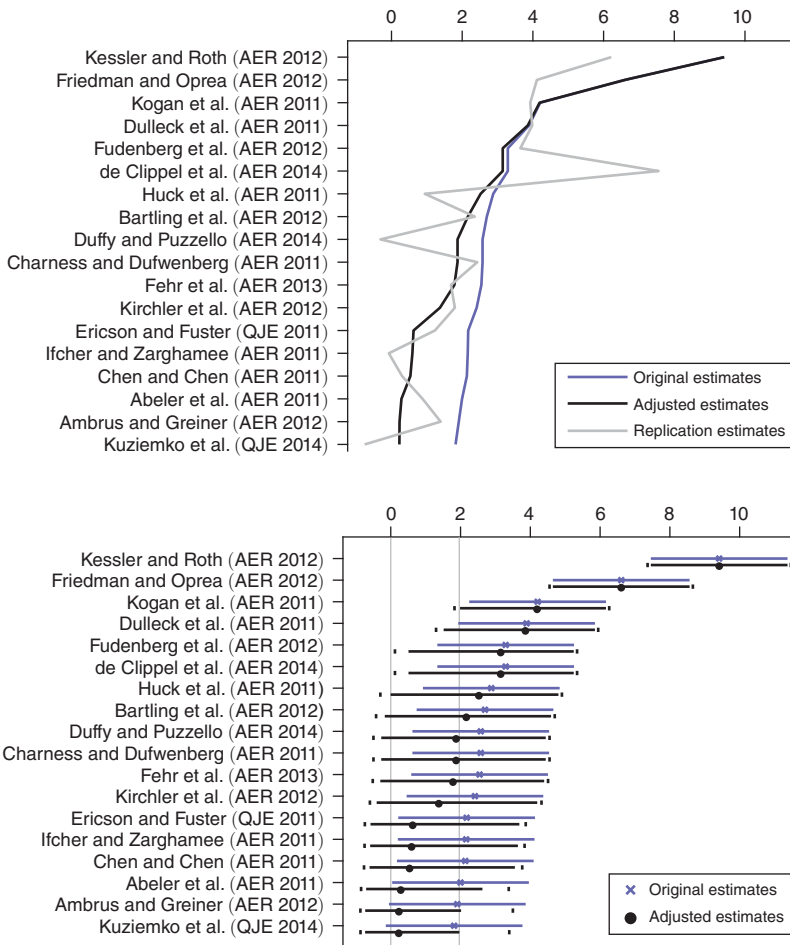 0 2 4 6 8 10
Kessler and Roth (AER 2012)
Friedman and Oprea (AER 2012)
Kogan et al. (AER 2011)
Dulleck et al. (AER 2011)
Fudenberg et al. (AER 2012)
de Clippel et al. (AER 2014)
Huck et al. (AER 2011)
Bartling et al. (AER 2012)
Duffy and Puzzello (AER 2014)
Charness and Dufwenberg (AER 2011)
Fehr et al. (AER 2013)
Kirchler et al. (AER 2012)
Ericson and Fuster (QJE 2011)
Ifcher and Zarghamee (AER 2011)
Chen and Chen (AER 2011)
Abeler et al. (AER 2011)
Ambrus and Greiner (AER 2012)
Kuziemko et al. (QJE 2014)
Original estimates
Adjusted estimates
Replication estimates
0 2 4 6 8 10
Kessler and Roth (AER 2012)
Friedman and Oprea (AER 2012)
Kogan et al. (AER 2011)
Dulleck et al. (AER 2011)
Fudenberg et al. (AER 2012)
de Clippel et al. (AER 2014)
Huck et al. (AER 2011)
Bartling et al. (AER 2012)
Duffy and Puzzello (AER 2014)
Charness and Dufwenberg (AER 2011)
Fehr et al. (AER 2013)
Kirchler et al. (AER 2012)
Ericson and Fuster (QJE 2011)
Ifcher and Zarghamee (AER 2011)
Chen and Chen (AER 2011)
Abeler et al. (AER 2011)
Ambrus and Greiner (AER 2012)
Kuziemko et al. (QJE 2014)
Original estimates
Adjusted estimates